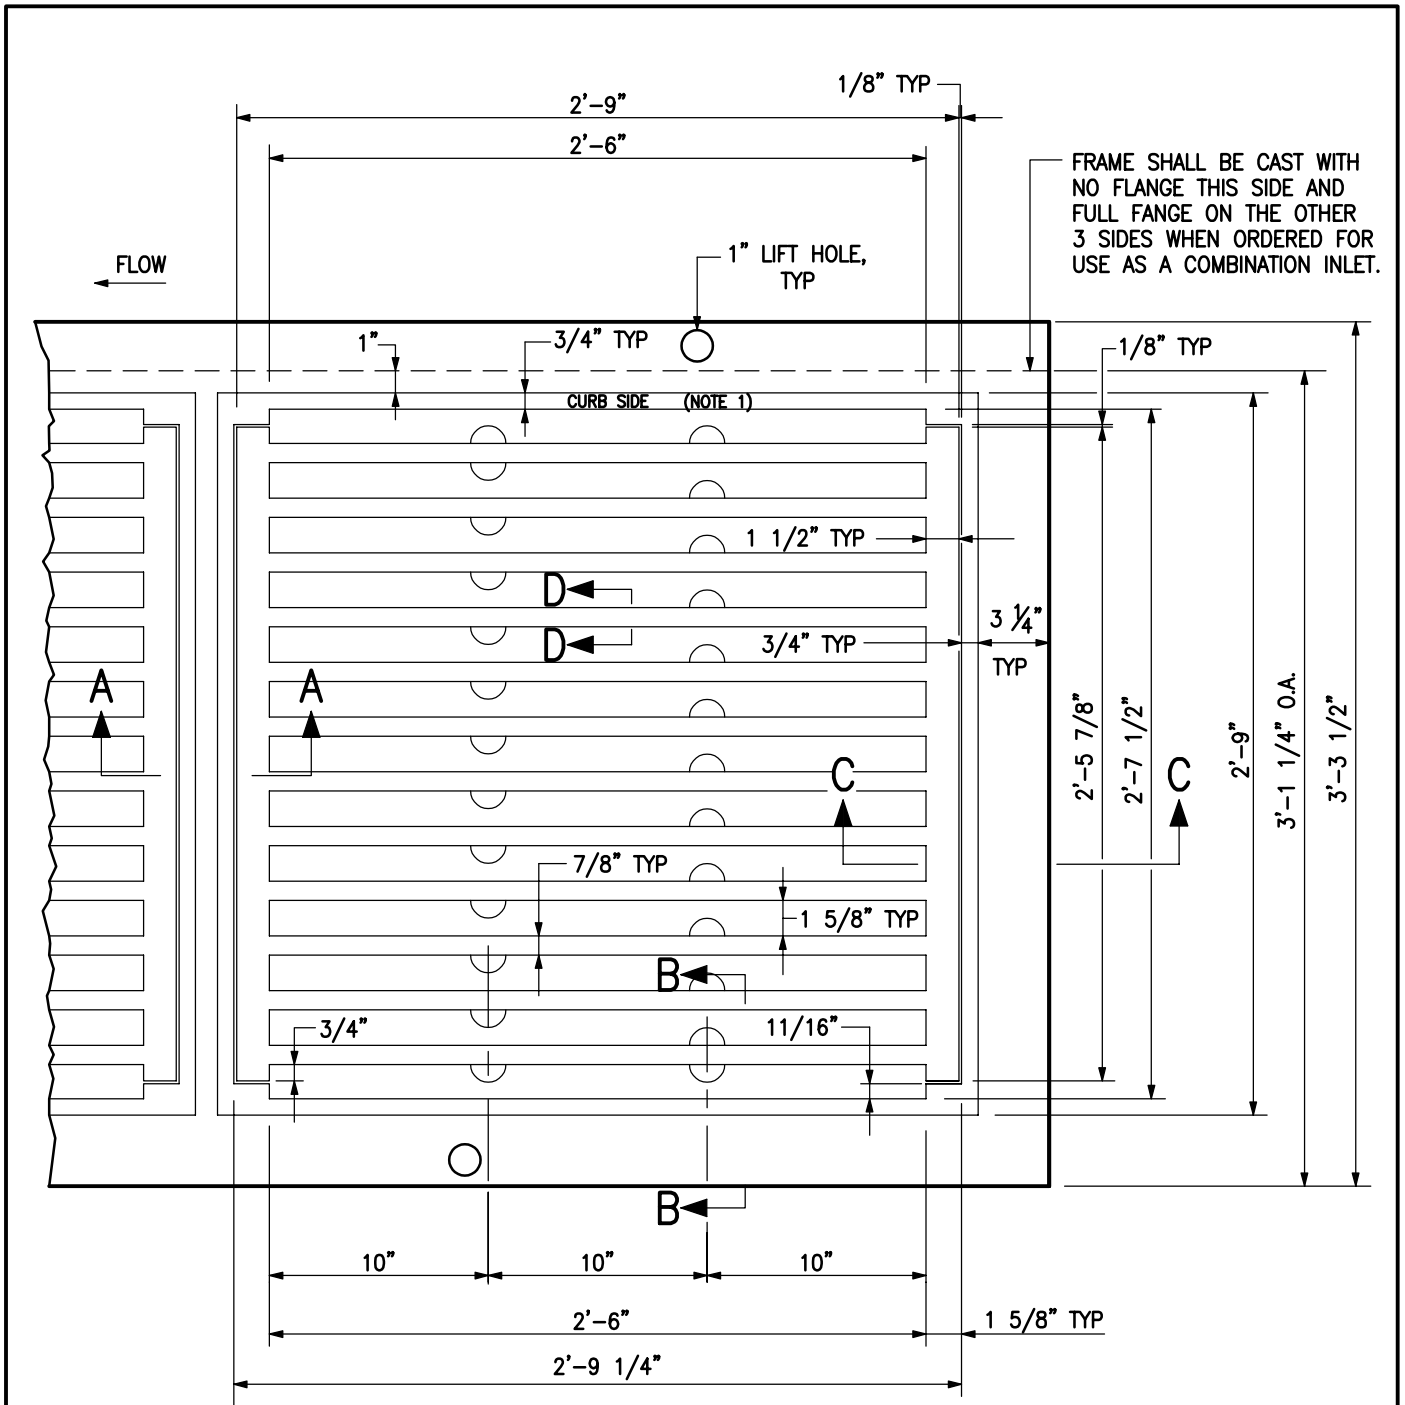 1/8” TYP
2’-9”
2’-6”
FRAME SHALL BE CAST WITH
NO FLANGE THIS SIDE AND
FULL FANGE ON THE OTHER
3 SIDES WHEN ORDERED FOR
USE AS A COMBINATION INLET.
1” LIFT HOLE,
TYP
FLOW
1”
3/4” TYP
1/8” TYP
CURB SIDE (NOTE 1)
1 1/2” TYP
D
D
3 1/4”
TYP
3/4” TYP
A
A
2’-5 7/8”
2’-7 1/2”
2’-9”
3’-1 1/4” O.A.
3’-3 1/2”
C
C
7/8” TYP
1 5/8” TYP
B
3/4”
11/16”
B
10”
10”
10”
2’-6”
1 5/8” TYP
2’-9 1/4”